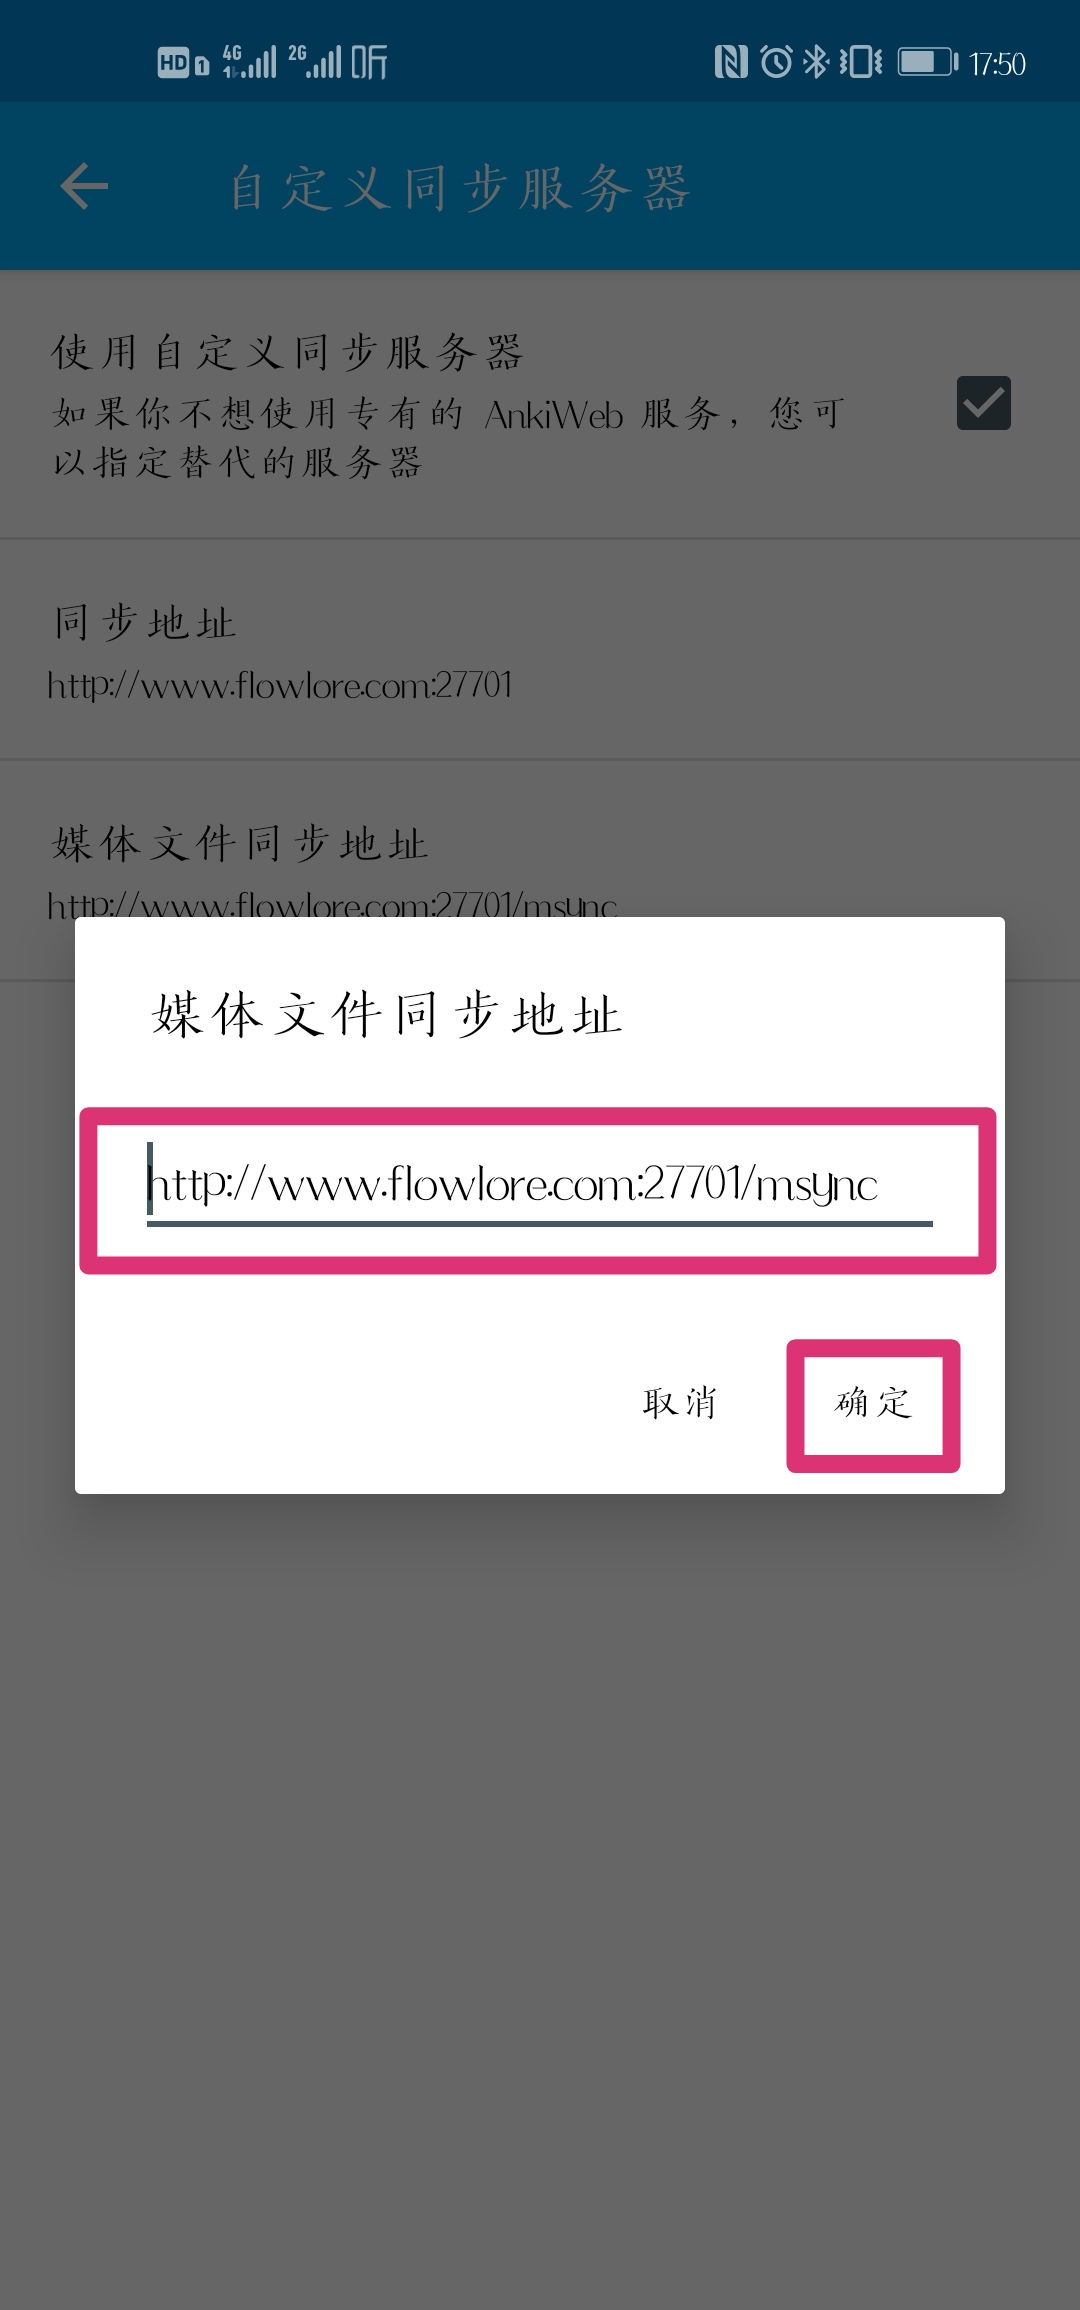 HD 1 4G 2G 听 17:50
自定义同步服务器
使用自定义同步服务器
如果你不想使用专有的 AnkiWeb 服务，您可
以指定替代的服务器
同步地址
http://www.flowlore.com:27701
媒体文件同步地址
http://www.flowlore.com:27701/msync
媒体文件同步地址
http://www.flowlore.com:27701/msync
取消 确定